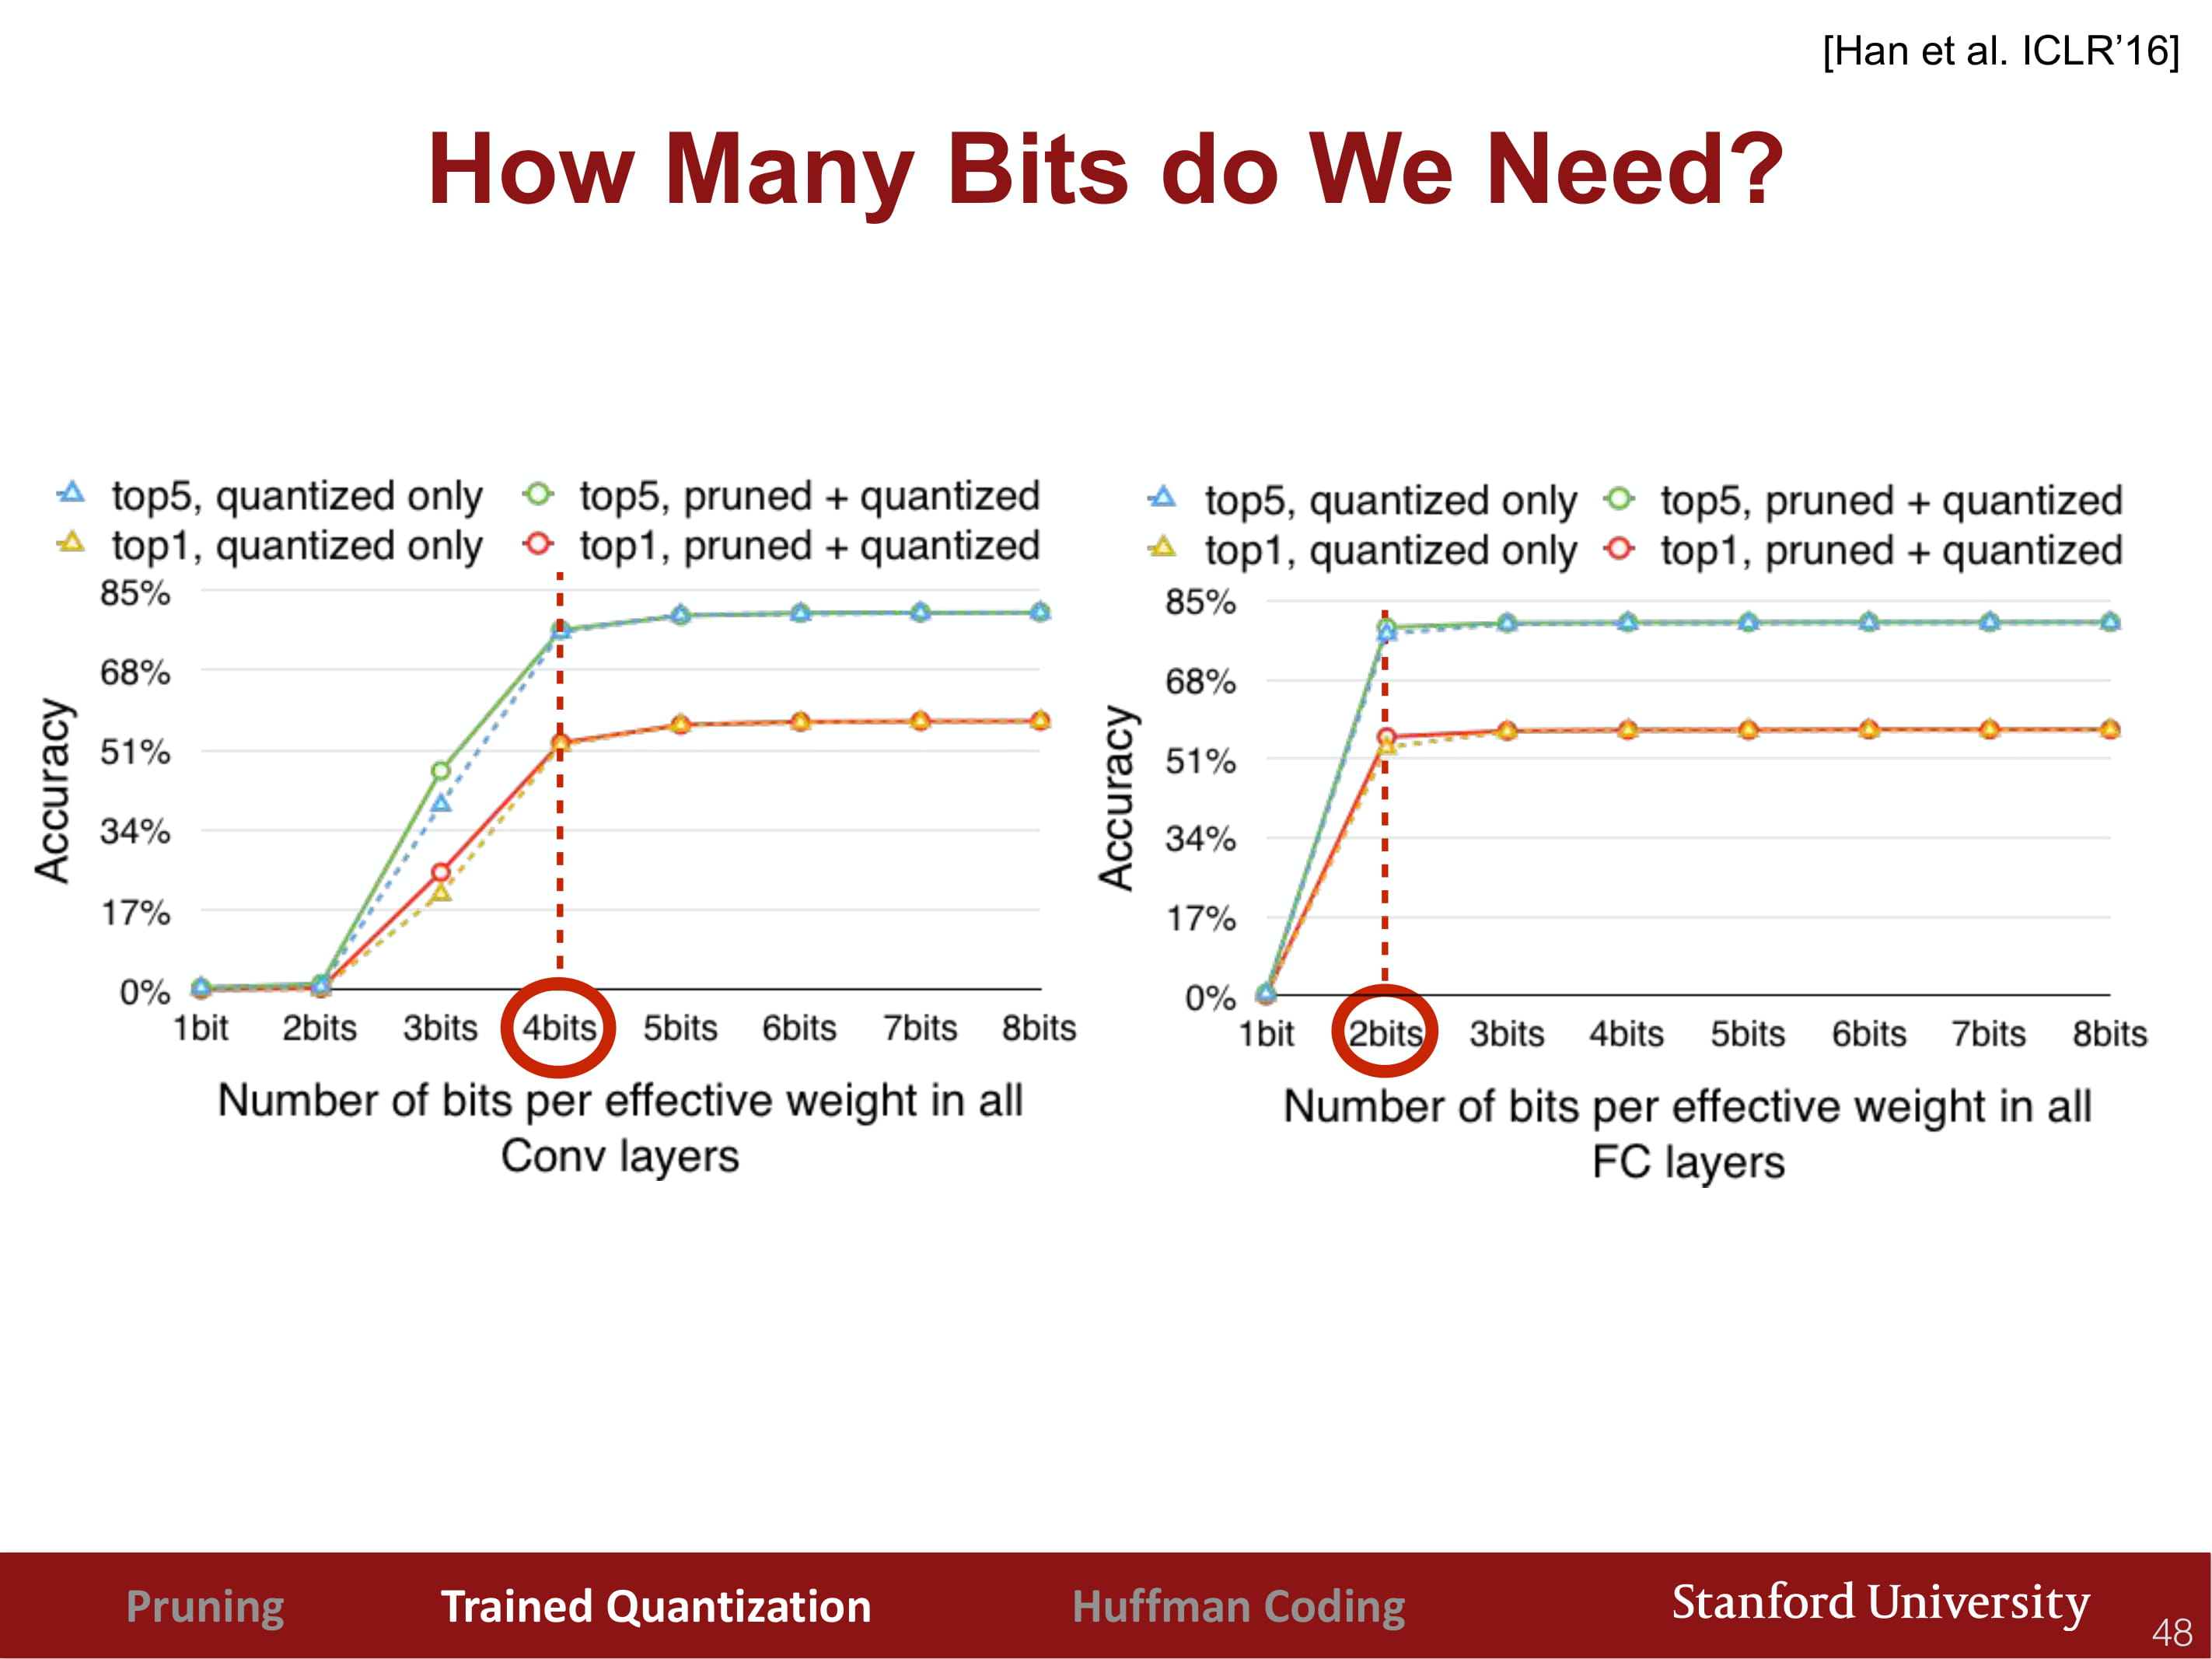 [Han et al. ICLR’16]
How Many Bits do We Need?
top5, quantized only top5, pruned + quantized
top1, quantized only top1, pruned + quantized
85%
68%
51%
34%
17%
0%
Accuracy
1bit 2bits 3bits 4bits 5bits 6bits 7bits 8bits
Number of bits per effective weight in all
Conv layers
top5, quantized only top5, pruned + quantized
top1, quantized only top1, pruned + quantized
85%
68%
51%
34%
17%
0%
Accuracy
1bit 2bits 3bits 4bits 5bits 6bits 7bits 8bits
Number of bits per effective weight in all
FC layers
Pruning Trained Quantization Huffman Coding Stanford University 48